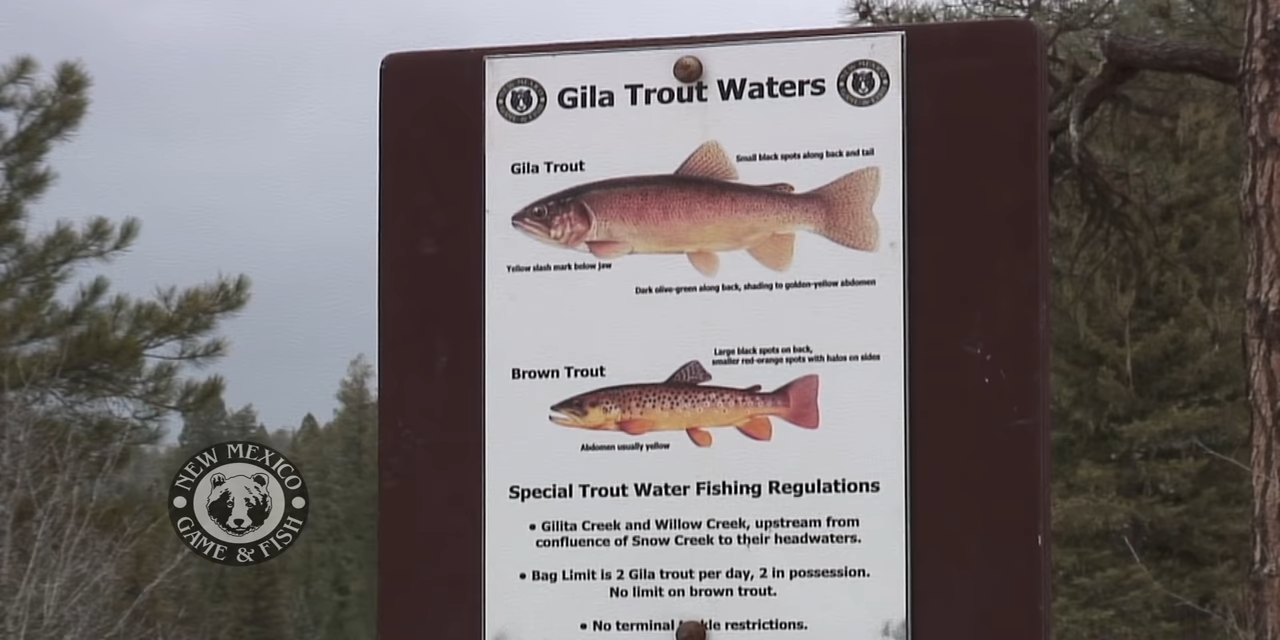 Gila Trout Waters
Gila Trout
Small black spots along back and tail
Yellow slash mark below jaw
Dark olive-green along back, shading to golden-yellow abdomen
Large black spots on back,
smaller red-orange spots with halos on sides
Brown Trout
Abdomen usually yellow
Special Trout Water Fishing Regulations
• Gilita Creek and Willow Creek, upstream from
confluence of Snow Creek to their headwaters.
• Bag Limit is 2 Gila trout per day, 2 in possession.
No limit on brown trout.
• No terminal restrictions.
NEW MEXICO
GAME & FISH